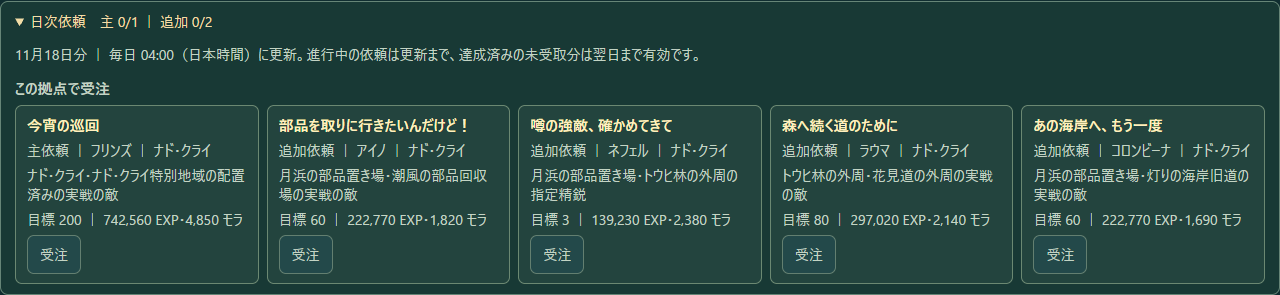 ▼ 日次依頼 主 0/1 | 追加 0/2
11月18日分 | 毎日 04:00（日本時間）に更新。進行中の依頼は更新まで、達成済みの未受取分は翌日まで有効です。
この拠点で受注
今宵の巡回
主依頼 | フリンズ | ナド・クライ
ナド・クライ・ナド・クライ特別地域の配置
済みの実戦の敵
目標 200 | 742,560 EXP・4,850 モラ
受注
部品を取りに行きたいんだけど！
追加依頼 | アイノ | ナド・クライ
月浜の部品置き場・潮風の部品回収
場の実戦の敵
目標 60 | 222,770 EXP・1,820 モラ
受注
噂の強敵、確かめてきて
追加依頼 | ネフェル | ナド・クライ
月浜の部品置き場・トウヒ林の外周の
指定精鋭
目標 3 | 139,230 EXP・2,380 モラ
受注
森へ続く道のために
追加依頼 | ラウマ | ナド・クライ
トウヒ林の外周・花見道の外周の実戦
の敵
目標 80 | 297,020 EXP・2,140 モラ
受注
あの海岸へ、もう一度
追加依頼 | コロンビーナ | ナド・クライ
月浜の部品置き場・灯りの海岸旧道の
実戦の敵
目標 60 | 222,770 EXP・1,690 モラ
受注